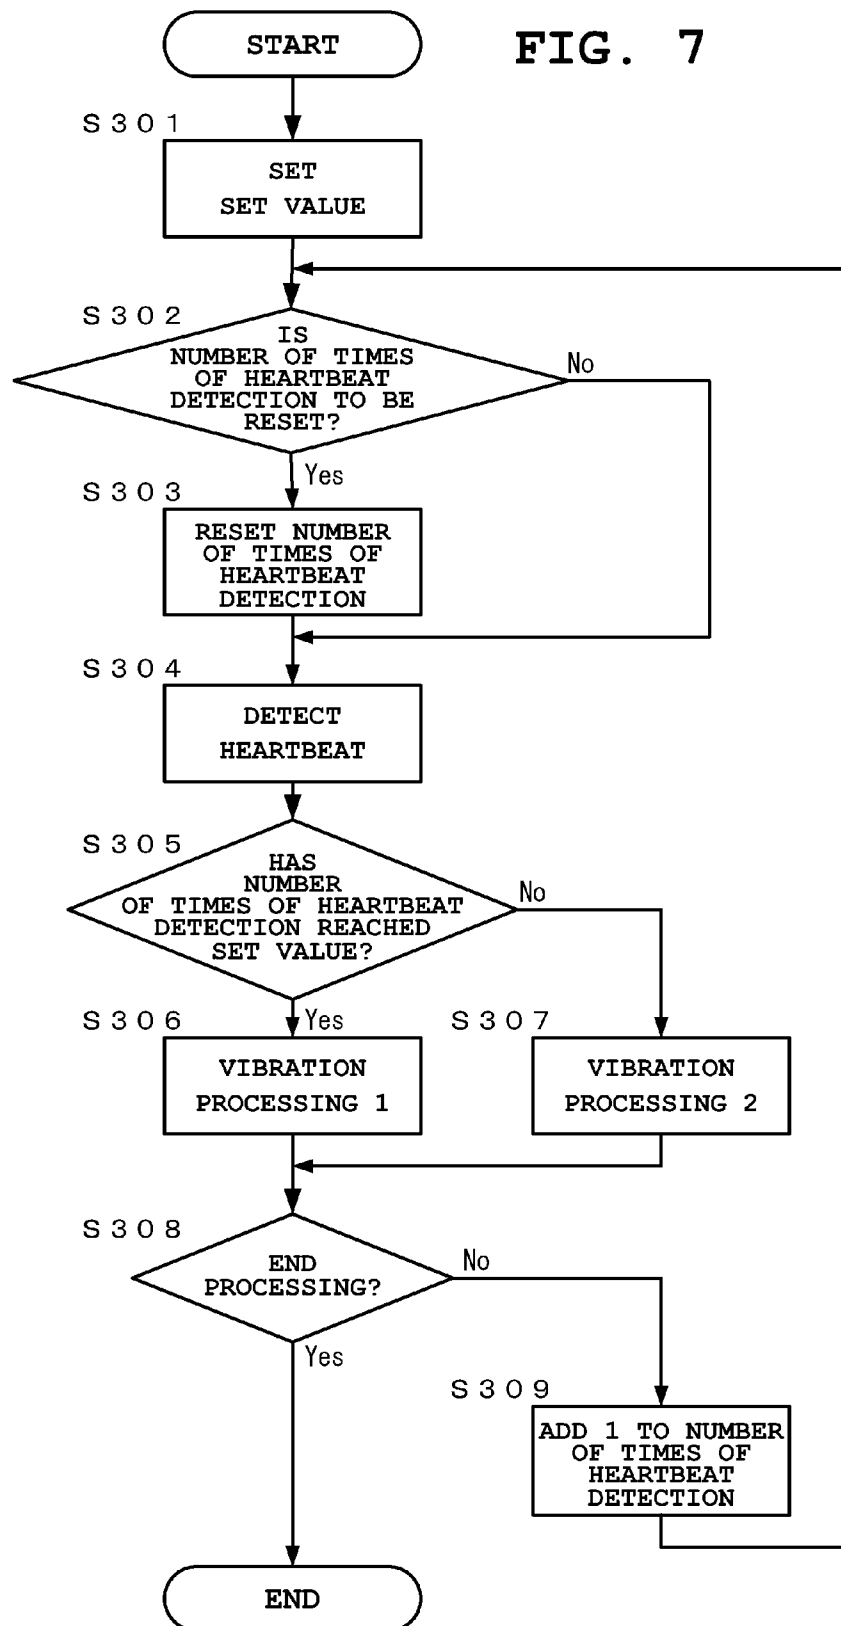 START
FIG. 7
S301
SET
SET VALUE
S302
IS
NUMBER OF TIMES
OF HEARTBEAT
DETECTION TO BE
RESET?
No
Yes
S303
RESET NUMBER
OF TIMES OF
HEARTBEAT
DETECTION
S304
DETECT
HEARTBEAT
S305
HAS
NUMBER
OF TIMES OF HEARTBEAT
DETECTION REACHED
SET VALUE?
No
Yes
S306
VIBRATION
PROCESSING 1
S307
VIBRATION
PROCESSING 2
S308
END
PROCESSING?
No
Yes
S309
ADD 1 TO NUMBER
OF TIMES OF
HEARTBEAT
DETECTION
END